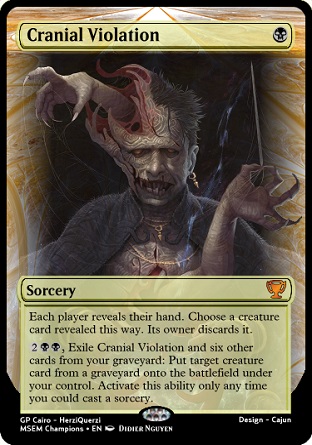 Cranial Violation
Sorcery
Each player reveals their hand. Choose a creature
card revealed this way. Its owner discards it.
2, Exile Cranial Violation and six other
cards from your graveyard: Put target creature
card from a graveyard onto the battlefield under
your control. Activate this ability only any time
you could cast a sorcery.
GP Cairo - HerziQuerzi
Design - Cajun
MSEM Champions • EN Didier Nguyen